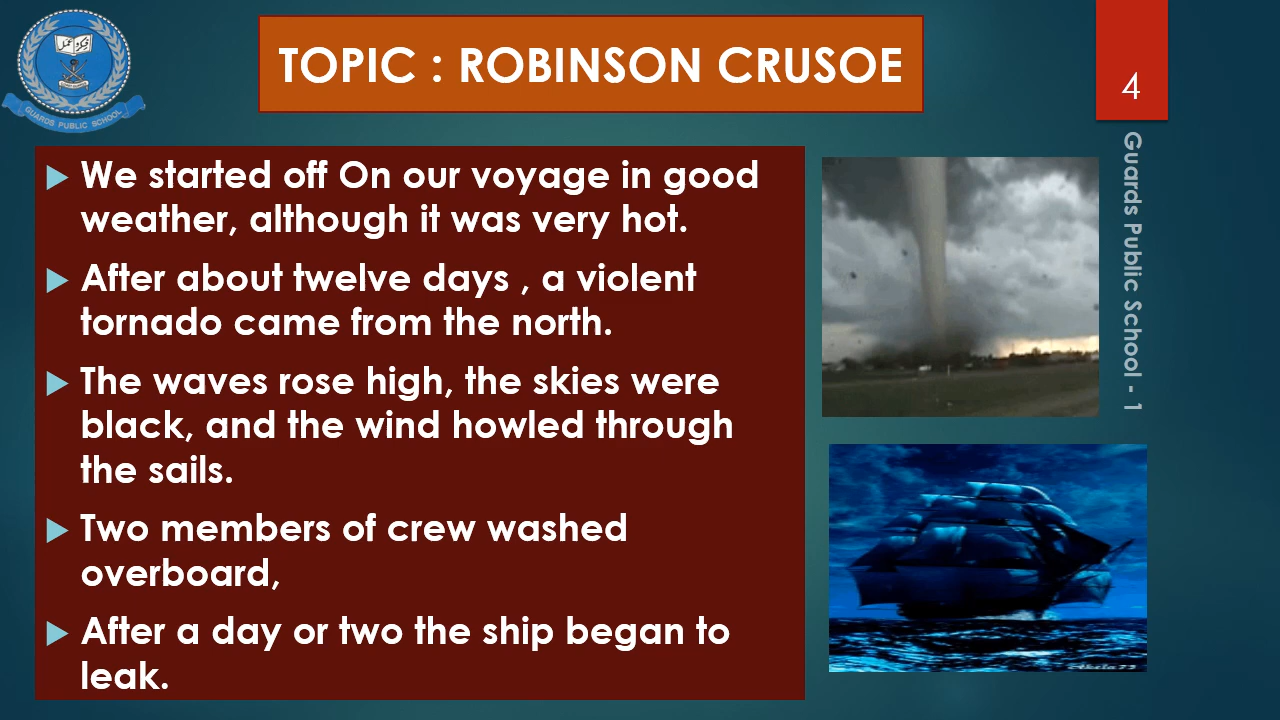 GUARDS PUBLIC SCHOOL
TOPIC : ROBINSON CRUSOE
4
We started off On our voyage in good
weather, although it was very hot.
After about twelve days , a violent
tornado came from the north.
The waves rose high, the skies were
black, and the wind howled through
the sails.
Two members of crew washed
overboard,
After a day or two the ship began to
leak.
Guards Public School - 1